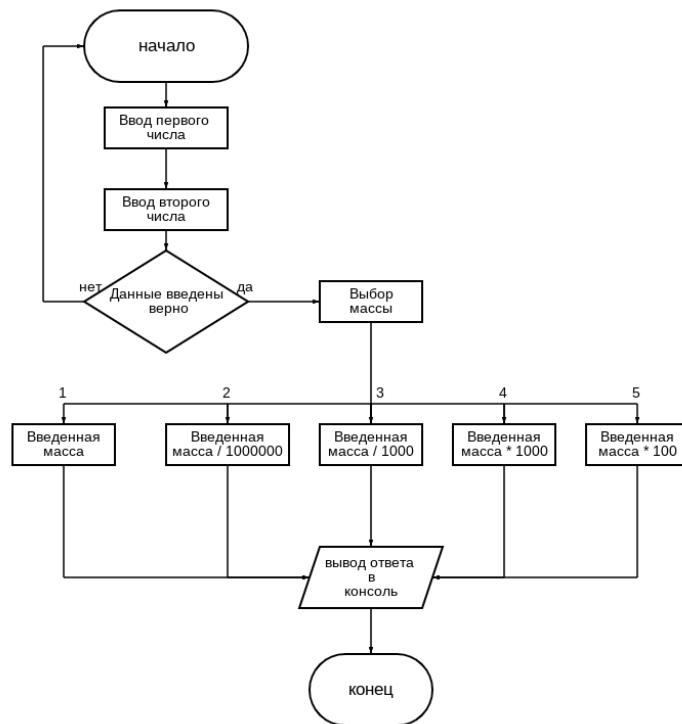 начало
Ввод первого
числа
Ввод второго
числа
нет
Данные введены
верно
да
Выбор
массы
1
2
3
4
5
Введенная
масса
Введенная
масса / 1000000
Введенная
масса / 1000
Введенная
масса * 1000
Введенная
масса * 100
вывод ответа
в
консоль
конец